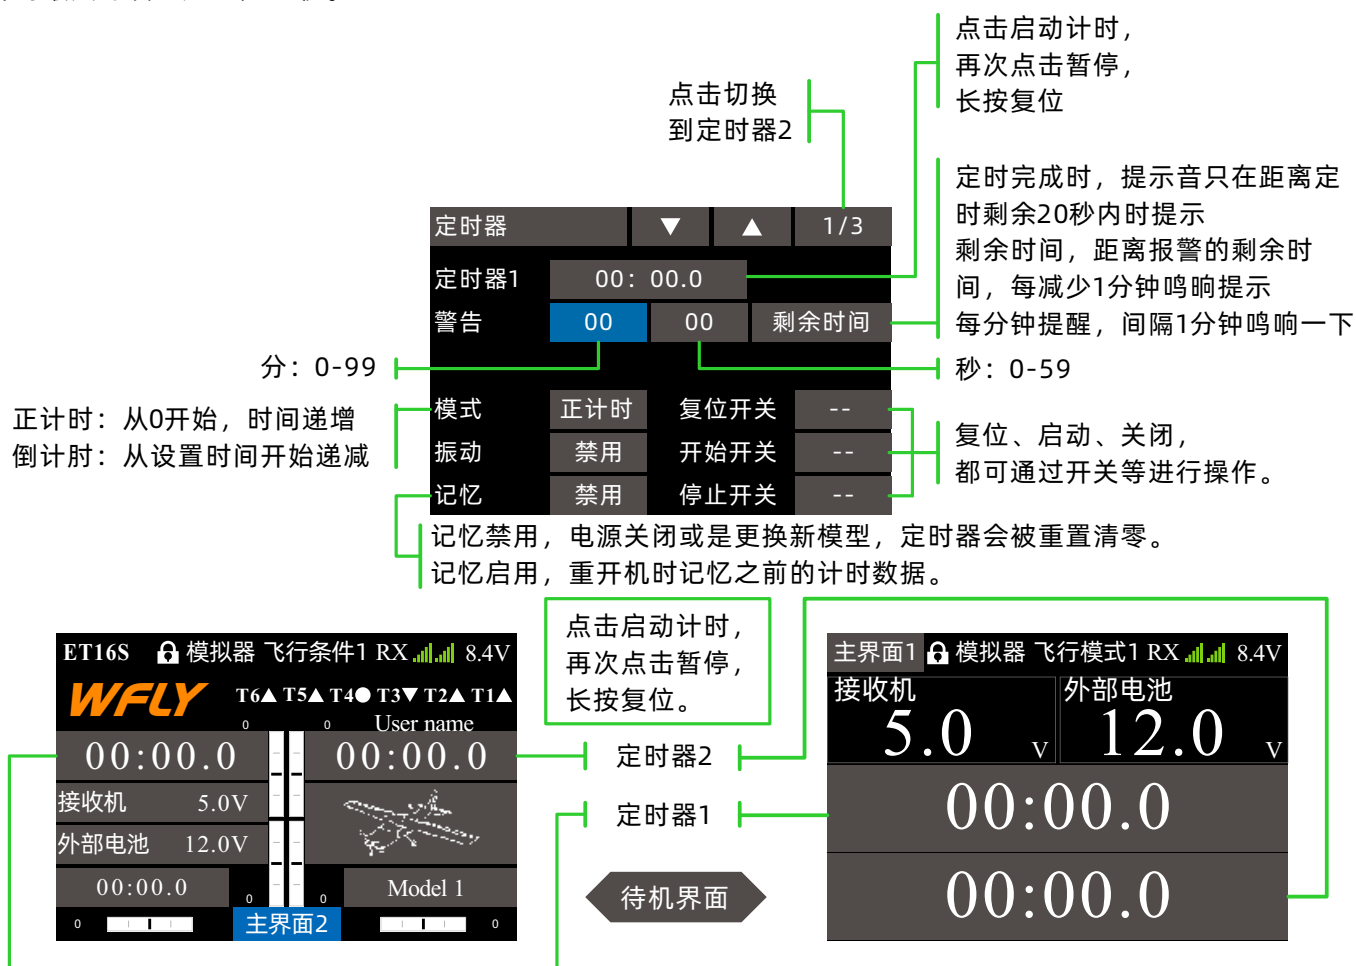 点击启动计时，
再次点击暂停，
长按复位
点击切换
到定时器2
定时完成时，提示音只在距离定
时剩余20秒内时提示
剩余时间，距离报警的剩余时
间，每减少1分钟鸣响提示
每分钟提醒，间隔1分钟鸣响一下
定时器 ▼ ▲ 1/3
定时器1 00: 00.0
警告 00 00 剩余时间
分：0-99
秒：0-59
正计时：从0开始，时间递增
倒计肘：从设置时间开始递减
模式 正计时 复位开关 --
振动 禁用 开始开关 --
记忆 禁用 停止开关 --
复位、启动、关闭，
都可通过开关等进行操作。
记忆禁用，电源关闭或是更换新模型，定时器会被重置清零。
记忆启用，重开机时记忆之前的计时数据。
ET16S 模拟器 飞行条件1 RX 8.4V
WFLY T6▲ T5▲ T4● T3▼ T2▲ T1▲
0 0 User name
00:00.0 00:00.0
接收机 5.0V
外部电池 12.0V
00:00.0 0 0 Model 1
0 主界面2 0
点击启动计时，
再次点击暂停，
长按复位。
定时器2
定时器1
待机界面
主界面1 模拟器 飞行模式1 RX 8.4V
接收机 外部电池
5.0 V 12.0 V
00:00.0
00:00.0